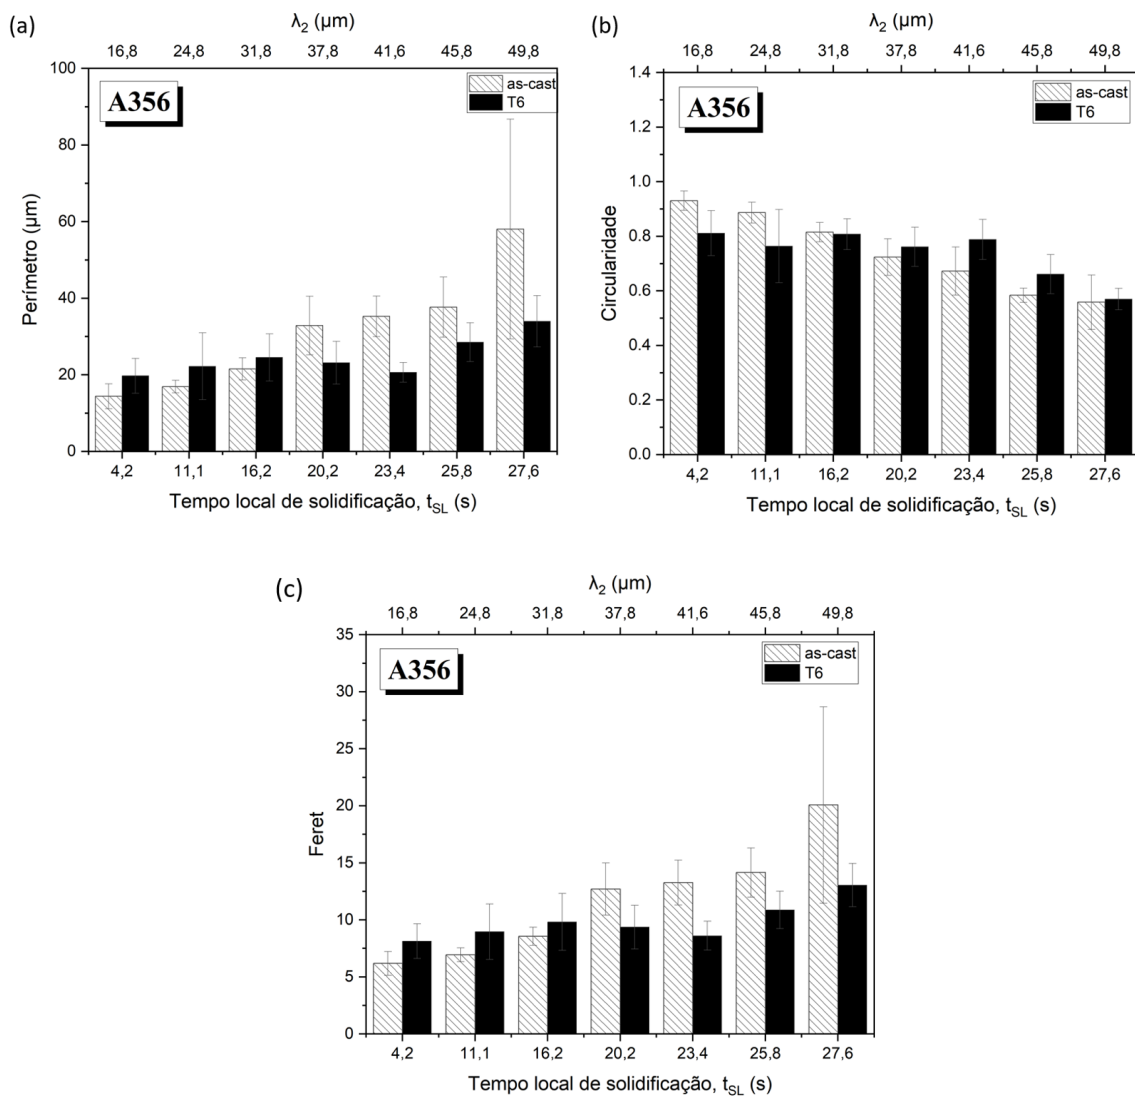 (a)
λ₂ (μm)
16,8 24,8 31,8 37,8 41,6 45,8 49,8
100
80
60
40
20
0
Perímetro (μm)
A356
as-cast
T6
4,2 11,1 16,2 20,2 23,4 25,8 27,6
Tempo local de solidificação, tSL (s)
(b)
λ₂ (μm)
16,8 24,8 31,8 37,8 41,6 45,8 49,8
1.4
1.2
1.0
0.8
0.6
0.4
0.2
0.0
Circularidade
A356
as-cast
T6
4,2 11,1 16,2 20,2 23,4 25,8 27,6
Tempo local de solidificação, tSL (s)
(c)
λ₂ (μm)
16,8 24,8 31,8 37,8 41,6 45,8 49,8
35
30
25
20
15
10
5
0
Feret
A356
as-cast
T6
4,2 11,1 16,2 20,2 23,4 25,8 27,6
Tempo local de solidificação, tSL (s)